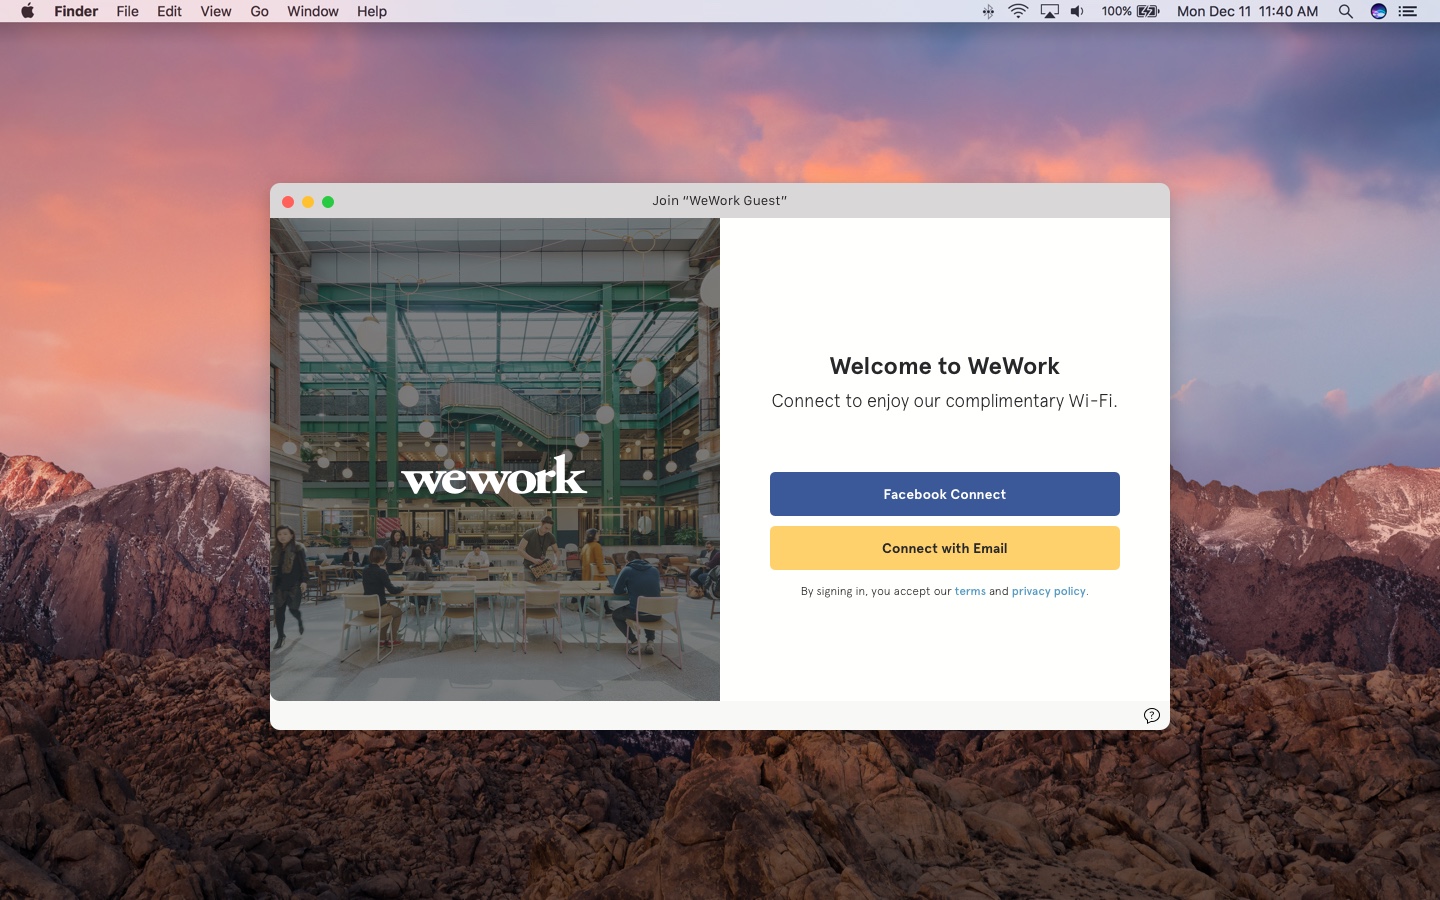 Finder File Edit View Go Window Help 100% Mon Dec 11 11:40 AM
Join “WeWork Guest”
Welcome to WeWork
Connect to enjoy our complimentary Wi-Fi.
wework
Facebook Connect
Connect with Email
By signing in, you accept our terms and privacy policy.
?